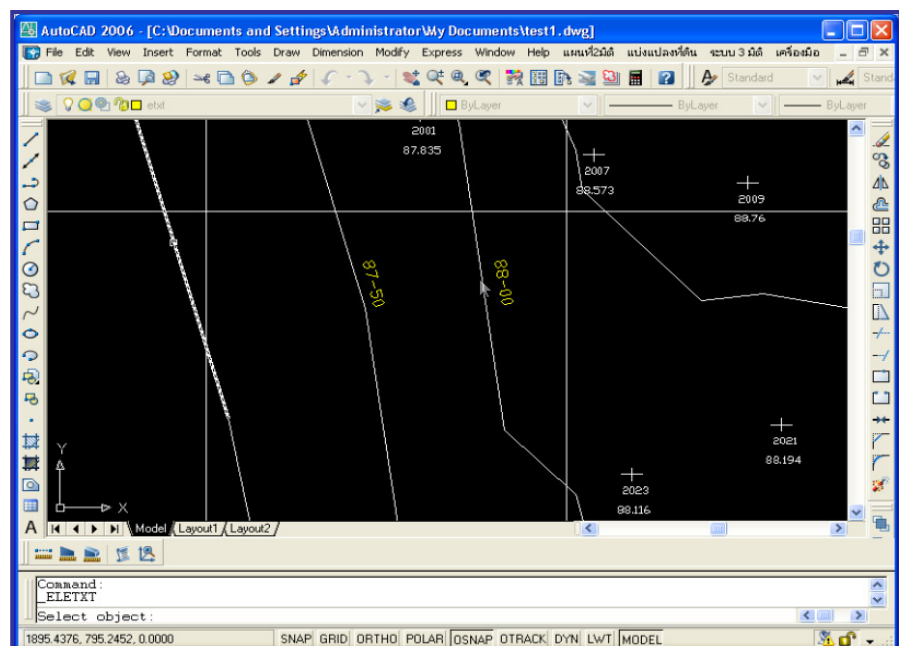 AutoCAD 2006 - [C:\Documents and Settings\Administrator\My Documents\test1.dwg]
File Edit View Insert Format Tools Draw Dimension Modify Express Window Help แผนที่2มิติ แบ่งแปลงที่ดิน ระบบ 3 มิติ เครื่องมือ
Standard Stand
etxt ByLayer ByLayer ByLayer
2001
87.835
2007
88.573
2009
88.76
87-50
88-00
2021
88.194
2023
88.116
Y
X
Model Layout1 Layout2
Command:
_ELETXT
Select object:
1895.4376, 795.2452, 0.0000 SNAP GRID ORTHO POLAR OSNAP OTRACK DYN LWT MODEL